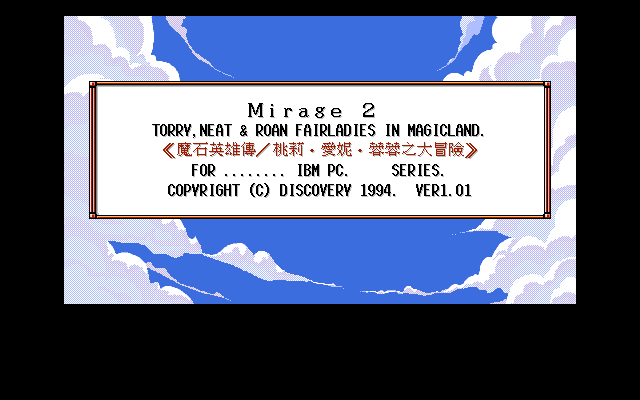 Mirage 2
TORRY,NEAT & ROAN FAIRLADIES IN MAGICLAND.
《魔石英雄傳/桃莉·愛妮·蓉蓉之大冒險》
FOR ........ IBM PC. SERIES.
COPYRIGHT (C) DISCOVERY 1994. VER1.01